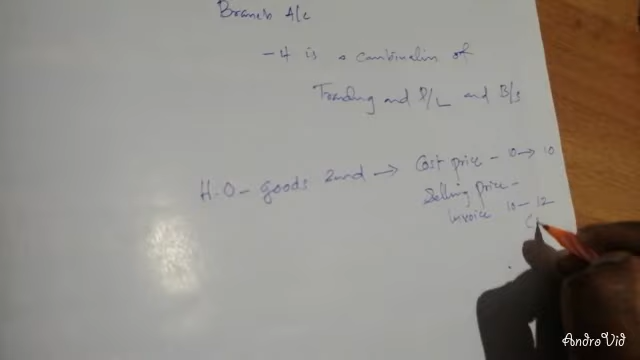 Branch A/c
- It is a combination of
Trading and P/L and B/s
H.O - goods send → Cost price - 10 → 10
Selling price -
Invoice 10 - 12
AndroVid